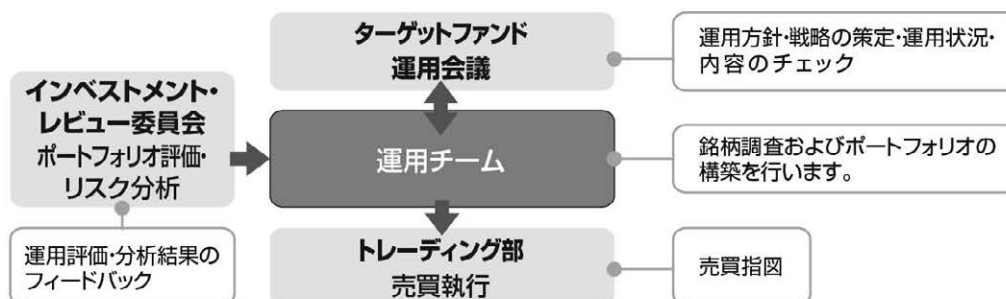 ターゲットファンド
運用会議
運用方針・戦略の策定・運用状況・
内容のチェック
インベストメント・
レビュー委員会
ポートフォリオ評価・
リスク分析
運用チーム
銘柄調査およびポートフォリオの
構築を行います。
運用評価・分析結果の
フィードバック
トレーディング部
売買執行
売買指図